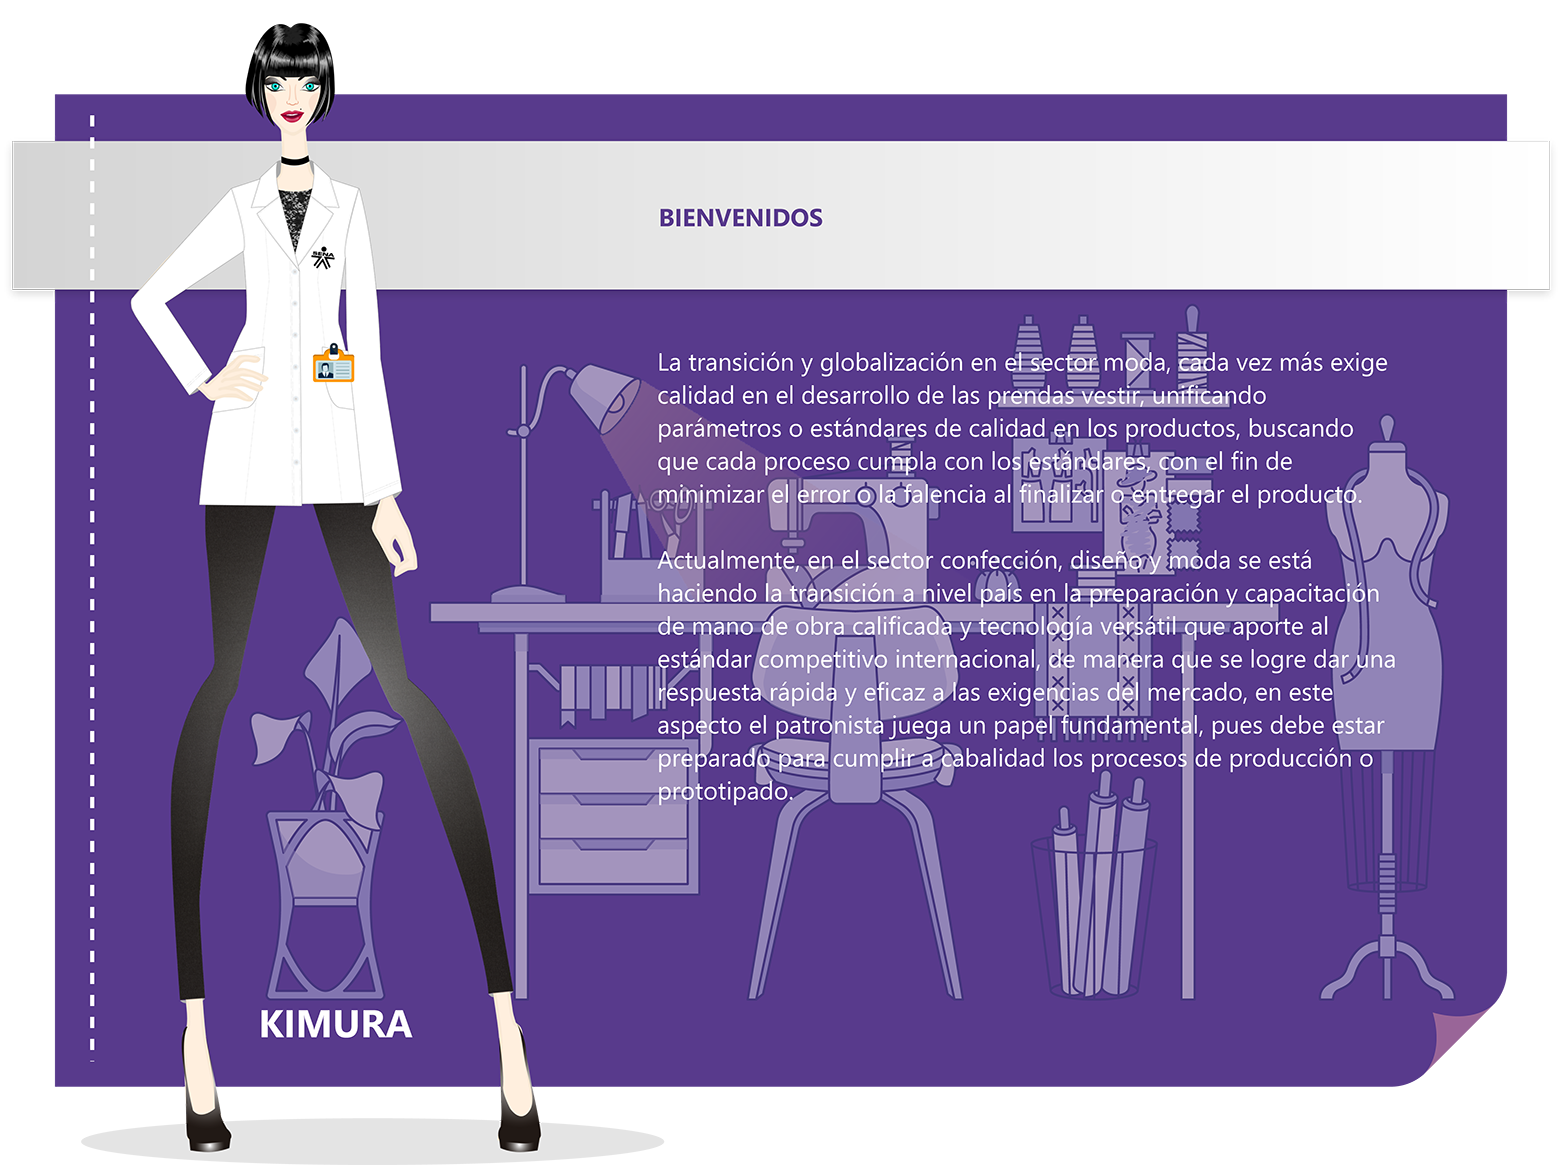 BIENVENIDOS
SENA
La transición y globalización en el sector moda, cada vez más exige
calidad en el desarrollo de las prendas vestir, unificando
parámetros o estándares de calidad en los productos, buscando
que cada proceso cumpla con los estándares, con el fin de
minimizar el error o la falencia al finalizar o entregar el producto.
Actualmente, en el sector confección, diseño y moda se está
haciendo la transición a nivel país en la preparación y capacitación
de mano de obra calificada y tecnología versátil que aporte al
estándar competitivo internacional, de manera que se logre dar una
respuesta rápida y eficaz a las exigencias del mercado, en este
aspecto el patronista juega un papel fundamental, pues debe estar
preparado para cumplir a cabalidad los procesos de producción o
prototipado.
KIMURA